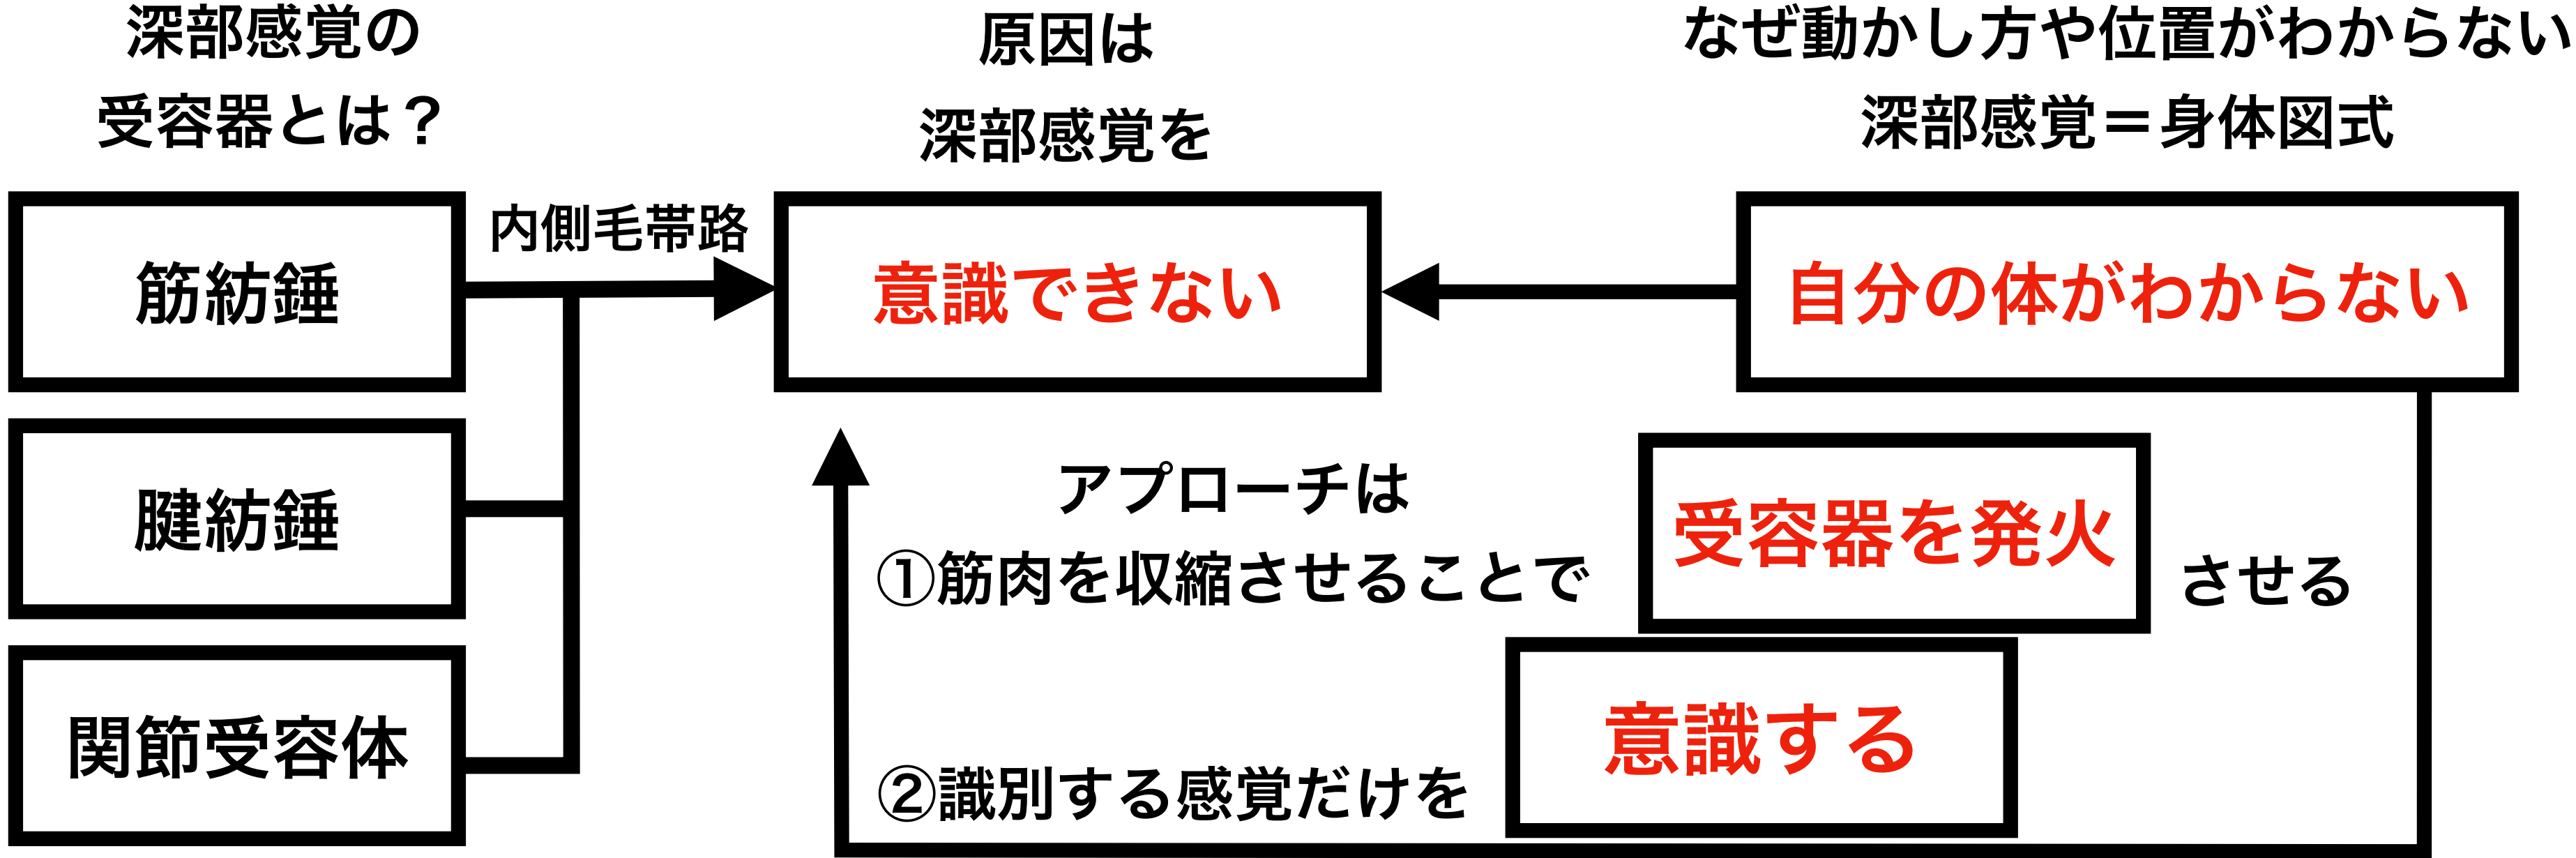 深部感覚の
受容器とは？
筋紡錘
腱紡錘
関節受容体
内側毛帯路
原因は
深部感覚を
意識できない
なぜ動かし方や位置がわからない
深部感覚＝身体図式
自分の体がわからない
アプローチは
①筋肉を収縮させることで 受容器を発火 させる
②識別する感覚だけを 意識する